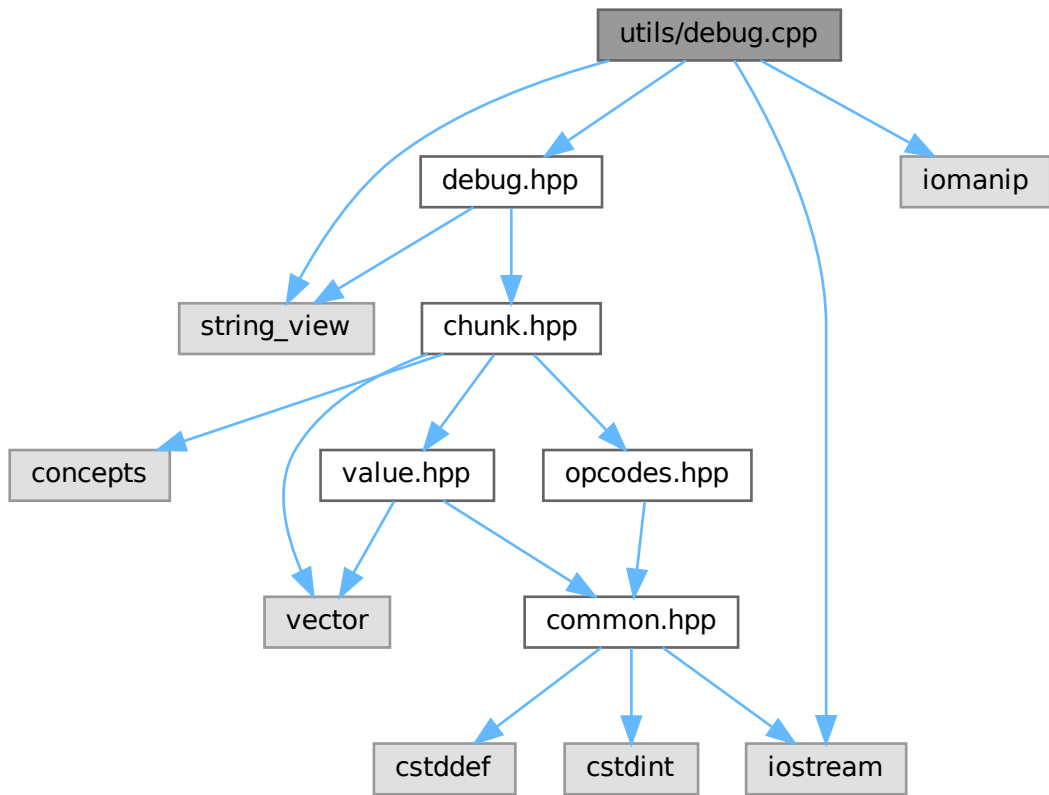 utils/debug.cpp
debug.hpp
iomanip
string_view
chunk.hpp
concepts
value.hpp
opcodes.hpp
vector
common.hpp
cstddef
cstdint
iostream